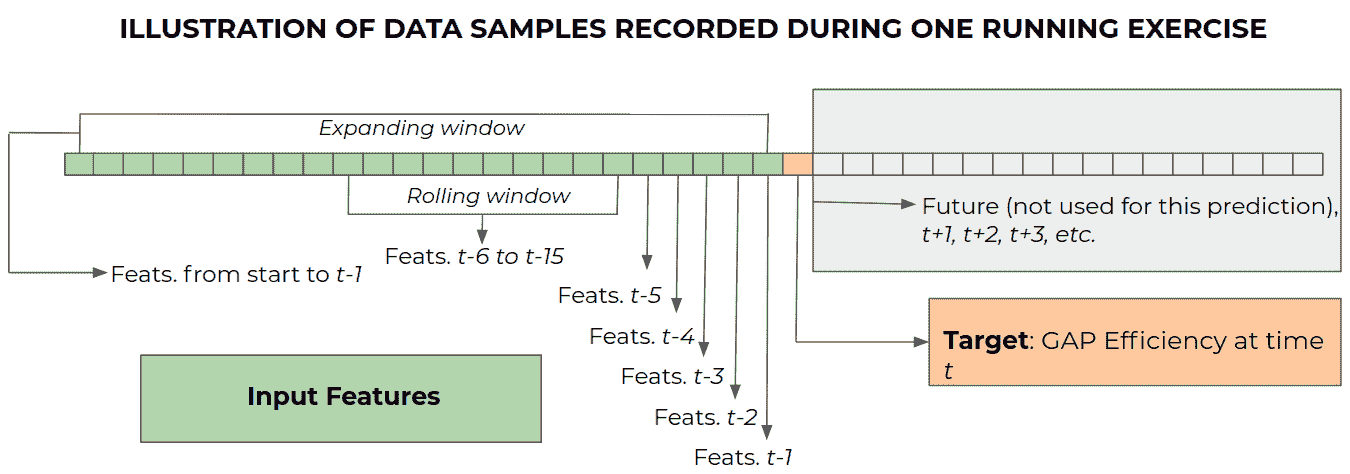 ILLUSTRATION OF DATA SAMPLES RECORDED DURING ONE RUNNING EXERCISE
Expanding window
Rolling window
Future (not used for this prediction),
t+1, t+2, t+3, etc.
Feats. t-6 to t-15
Feats. from start to t-1
Feats. t-5
Feats. t-4
Target: GAP Efficiency at time
t
Feats. t-3
Input Features
Feats. t-2
Feats. t-1